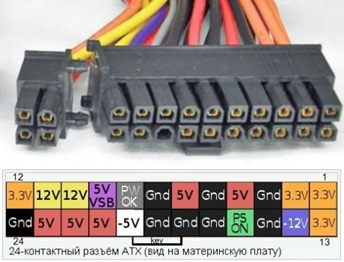 12 1
3.3V 12V 12V 5V VSB PW OK Gnd 5V Gnd 5V Gnd 3.3V 3.3V
Gnd 5V 5V 5V -5V Gnd Gnd Gnd PS ON Gnd -12V 3.3V
24 key 13
24-контактный разъём ATX (вид на материнскую плату)